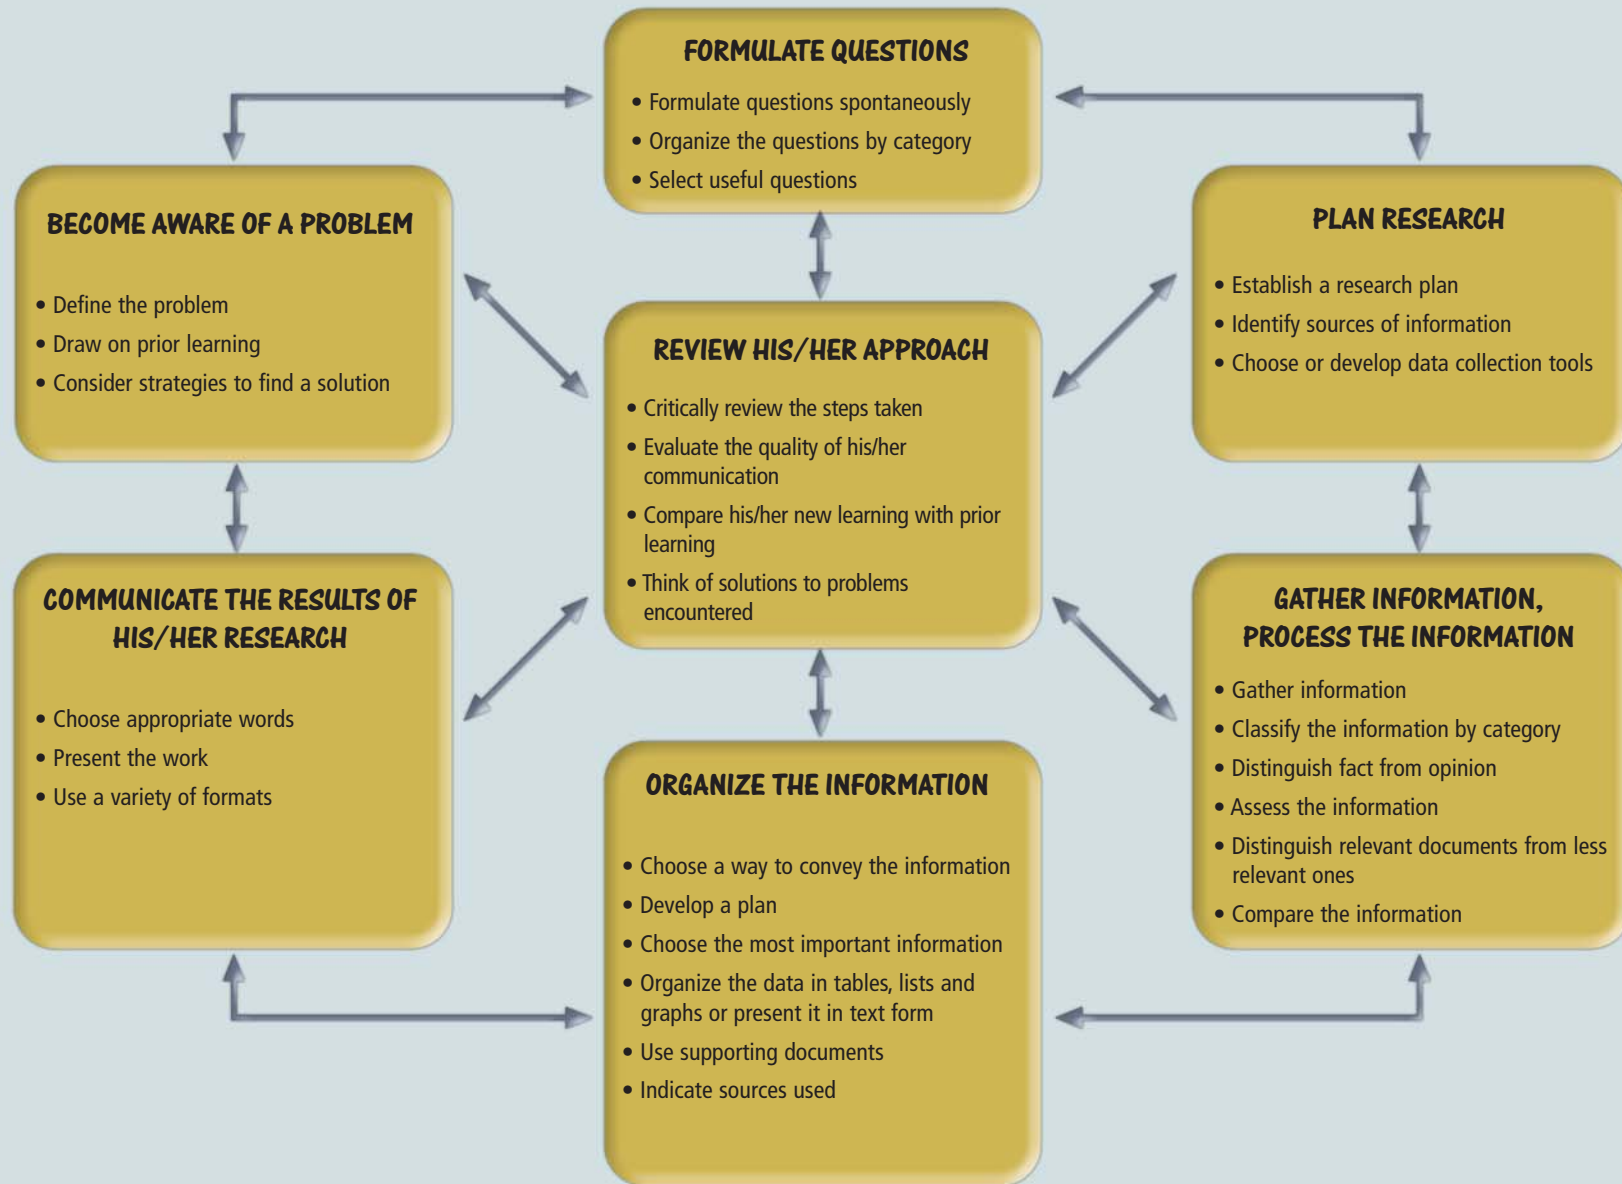 FORMULATE QUESTIONS
• Formulate questions spontaneously
• Organize the questions by category
• Select useful questions
BECOME AWARE OF A PROBLEM
• Define the problem
• Draw on prior learning
• Consider strategies to find a solution
PLAN RESEARCH
• Establish a research plan
• Identify sources of information
• Choose or develop data collection tools
REVIEW HIS/HER APPROACH
• Critically review the steps taken
• Evaluate the quality of his/her
communication
• Compare his/her new learning with prior
learning
• Think of solutions to problems
encountered
COMMUNICATE THE RESULTS OF
HIS/HER RESEARCH
• Choose appropriate words
• Present the work
• Use a variety of formats
GATHER INFORMATION,
PROCESS THE INFORMATION
• Gather information
• Classify the information by category
• Distinguish fact from opinion
• Assess the information
• Distinguish relevant documents from less
relevant ones
• Compare the information
ORGANIZE THE INFORMATION
• Choose a way to convey the information
• Develop a plan
• Choose the most important information
• Organize the data in tables, lists and
graphs or present it in text form
• Use supporting documents
• Indicate sources used